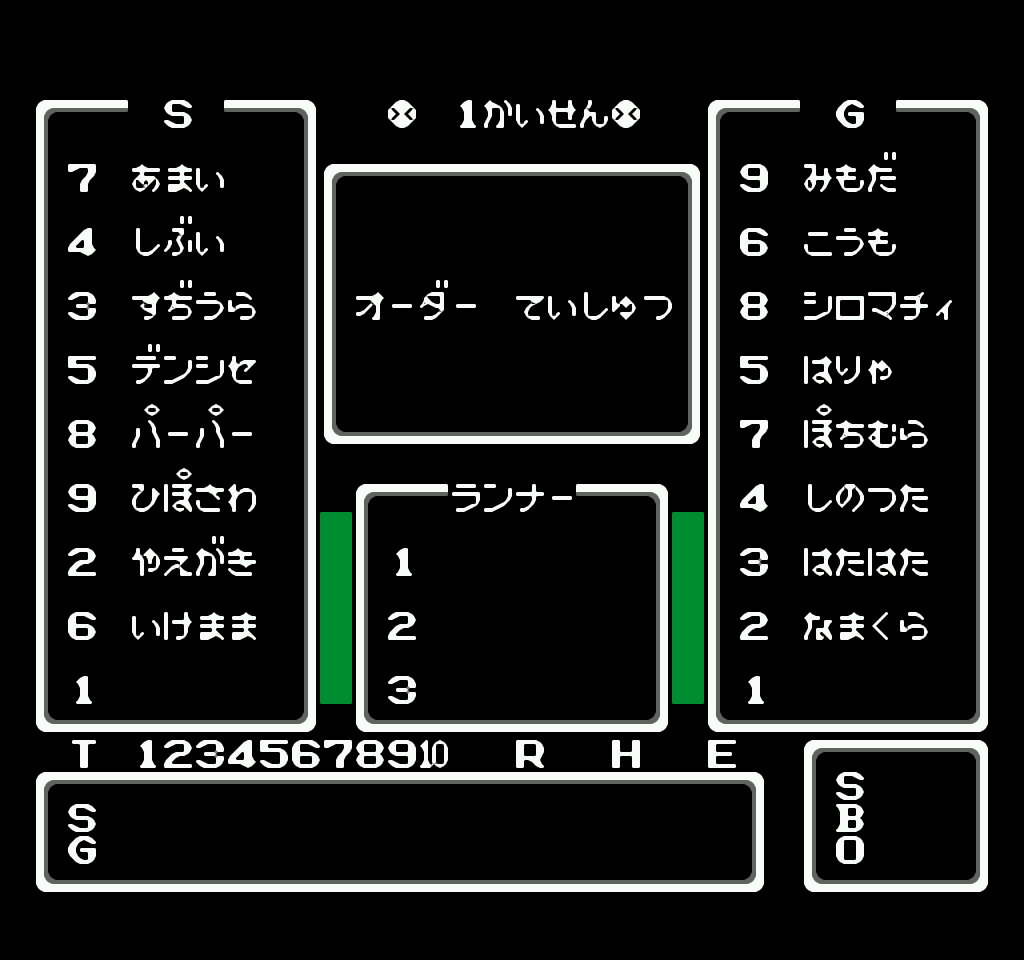 S
7 あまい
4 しぶい
3 すぢうら
5 デンシセ
8 パーパー
9 ひぽさわ
2 やえがき
6 いけまま
1
1かいせん
オーダー ていしゅつ
ランナー
1
2
3
G
9 みもだ
6 こうも
8 シロマチィ
5 はりや
7 ぽちむら
4 しのつた
3 はたはた
2 なまくら
1
T 12345678910 R H E
S
G
S
B
O